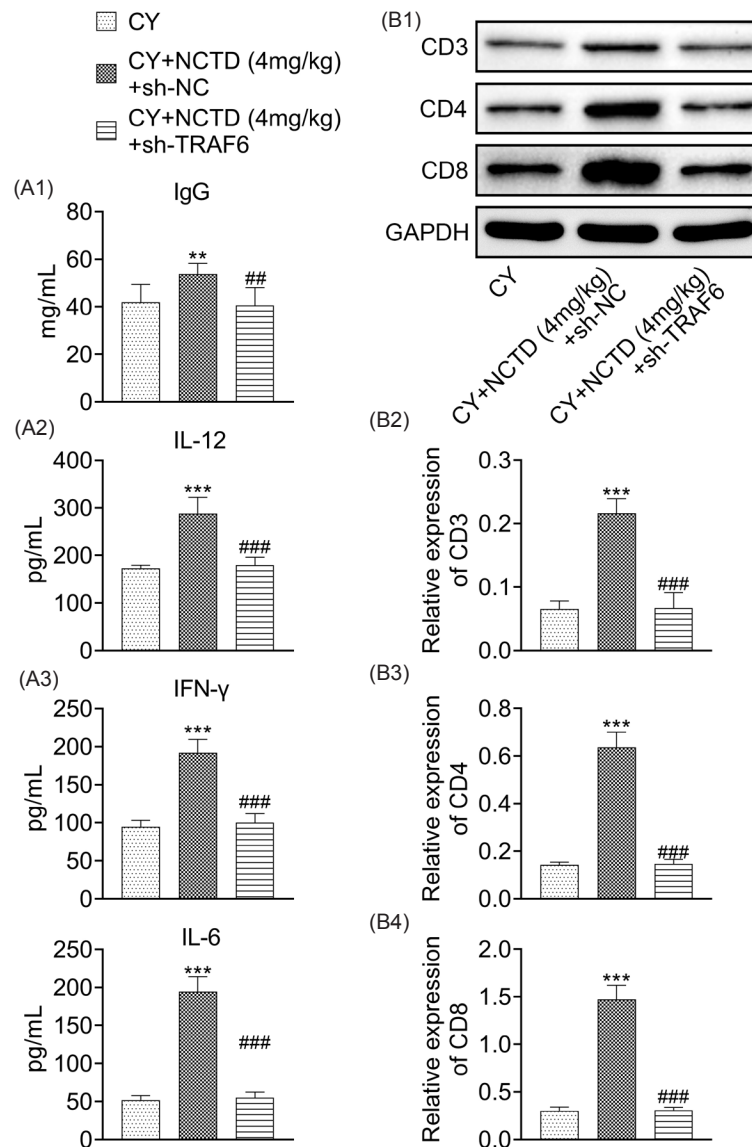 CY
CY+NCTD (4mg/kg)
+sh-NC
CY+NCTD (4mg/kg)
+sh-TRAF6
(A1)
IgG
mg/mL
80
60
40
20
0
**
##
(A2)
IL-12
pg/mL
400
300
200
100
0
***
###
(A3)
IFN-γ
pg/mL
250
200
150
100
50
0
***
###
IL-6
pg/mL
250
200
150
100
50
0
***
###
(B1)
CD3
CD4
CD8
GAPDH
CY
CY+NCTD (4mg/kg)
+sh-NC
CY+NCTD (4mg/kg)
+sh-TRAF6
(B2)
Relative expression
of CD3
0.3
0.2
0.1
0.0
***
###
(B3)
Relative expression
of CD4
0.8
0.6
0.4
0.2
0.0
***
###
(B4)
Relative expression
of CD8
2.0
1.5
1.0
0.5
0.0
***
###